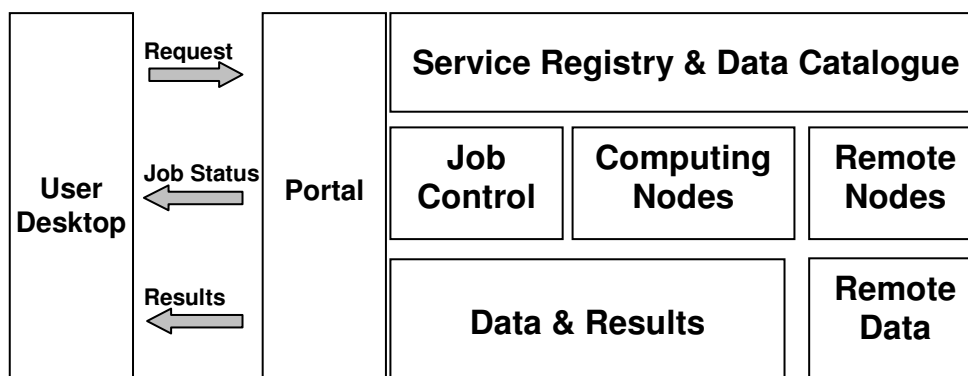 Request
Job Status
Results
User
Desktop
Portal
Service Registry & Data Catalogue
Job
Control
Computing
Nodes
Remote
Nodes
Data & Results
Remote
Data